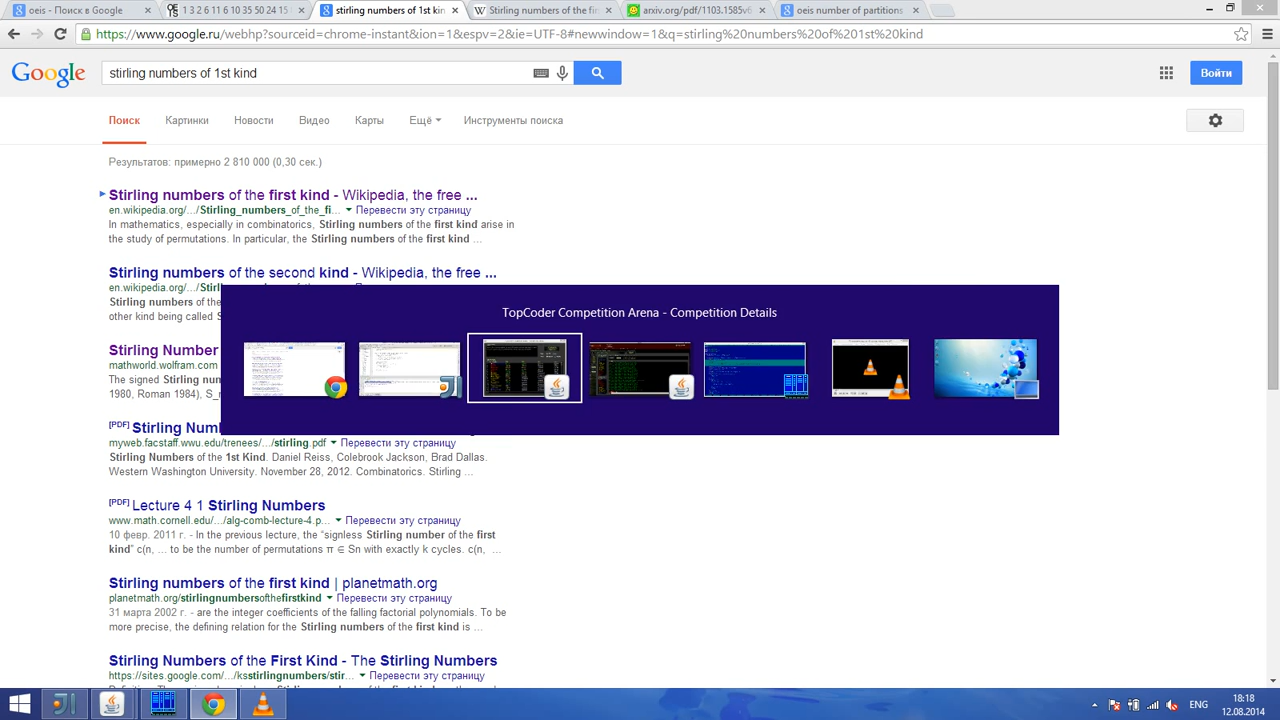 oeis - Поиск в Google
1 3 2 6 11 6 10 35 50 24 15
stirling numbers of 1st kin
Stirling numbers of the fir
arxiv.org/pdf/1103.1585v6
oeis number of partitions
https://www.google.ru/webhp?sourceid=chrome-instant&ion=1&espv=2&ie=UTF-8#newwindow=1&q=stirling%20numbers%20of%201st%20kind
Google
stirling numbers of 1st kind
Войти
Поиск Картинки Новости Видео Карты Ещё Инструменты поиска
Результатов: примерно 2 810 000 (0,30 сек.)
Stirling numbers of the first kind - Wikipedia, the free ...
en.wikipedia.org/.../Stirling_numbers_of_the_fi... Перевести эту страницу
In mathematics, especially in combinatorics, Stirling numbers of the first kind arise in
the study of permutations. In particular, the Stirling numbers of the first kind ...
Stirling numbers of the second kind - Wikipedia, the free ...
en.wikipedia.org/.../Stirl
Stirling numbers of the
other kind being called S
TopCoder Competition Arena - Competition Details
Stirling Number
mathworld.wolfram.com
The signed Stirling nun
1980, Roman 1984), S_r
[PDF] Stirling Num
myweb.facstaff.wwu.edu/trenees/.../stirling.pdf Перевести эту страницу
Stirling Numbers of the 1st Kind. Daniel Reiss, Colebrook Jackson, Brad Dallas.
Western Washington University. November 28, 2012. Combinatorics. Stirling ...
[PDF] Lecture 4 1 Stirling Numbers
www.math.cornell.edu/.../alg-comb-lecture-4.p... Перевести эту страницу
10 февр. 2011 г. - In the previous lecture, the “signless Stirling number of the first
kind” c(n, ... to be the number of permutations π ∈ Sn with exactly k cycles. c(n, ...
Stirling numbers of the first kind | planetmath.org
planetmath.org/stirlingnumbersofthefirstkind Перевести эту страницу
31 марта 2002 г. - are the integer coefficients of the falling factorial polynomials. To be
more precise, the defining relation for the Stirling numbers of the first kind is ...
Stirling Numbers of the First Kind - The Stirling Numbers
https://sites.google.com/.../ksstirlingnumbers/stir... Перевести эту страницу
ENG
18:18
12.08.2014